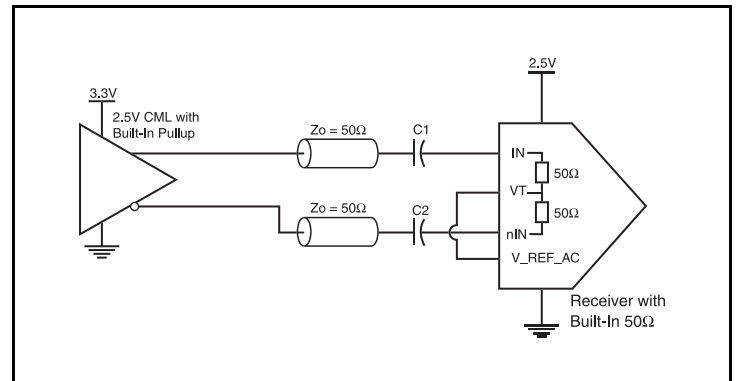 3.3V
2.5V CML with
Built-In Pullup
Zo = 50Ω
C1
Zo = 50Ω
C2
2.5V
IN
50Ω
VT
50Ω
nIN
V_REF_AC
Receiver with
Built-In 50Ω